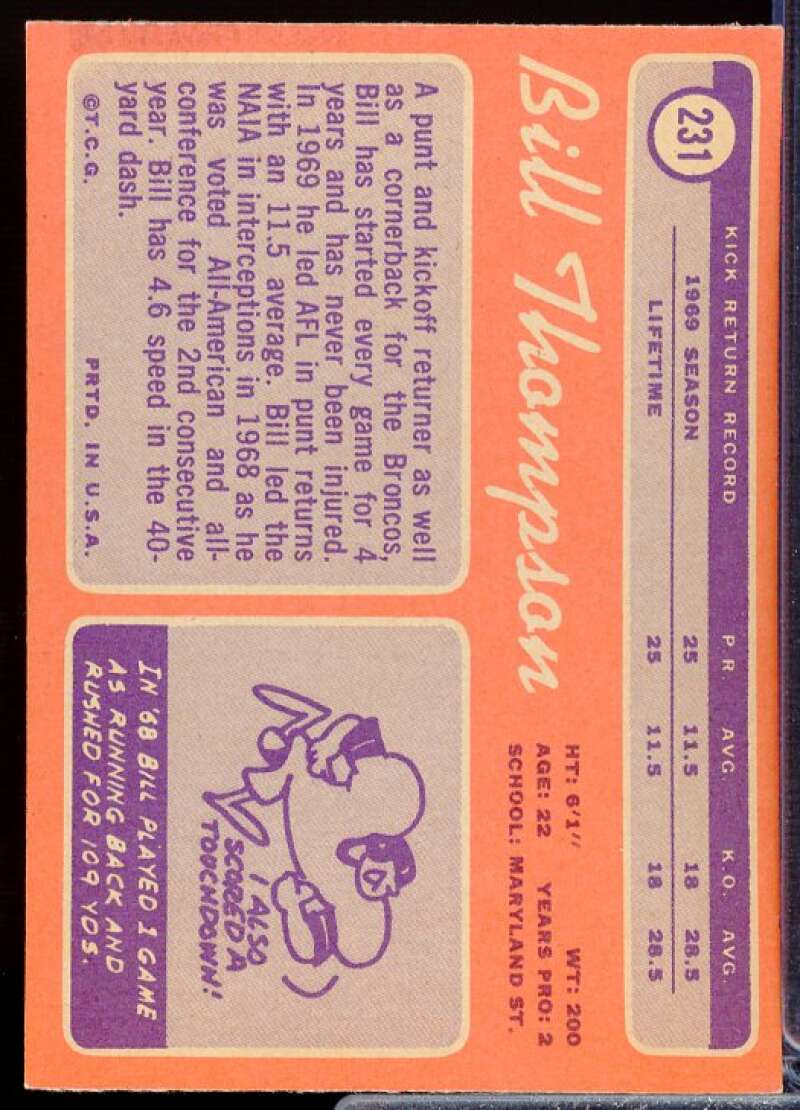 231
KICK RETURN RECORD P.R. AVG. K.O. AVG.
1969 SEASON 25 11.5 18 28.5
LIFETIME 25 11.5 18 28.5
Bill Thompson
HT: 6'1" WT: 200
AGE: 22 YEARS PRO: 2
SCHOOL: MARYLAND ST.
A punt and kickoff returner as well
as a cornerback for the Broncos,
Bill has started every game for 4
years and has never been injured.
In 1969 he led AFL in punt returns
with an 11.5 average. Bill led the
NAIA in interceptions in 1968 as he
was voted All-American and all-
conference for the 2nd consecutive
year. Bill has 4.6 speed in the 40-
yard dash.
©T.C.G. PRTD. IN U.S.A.
I ALSO
SCORED A
TOUCHDOWN!
IN '68 BILL PLAYED 1 GAME
AS RUNNING BACK AND
RUSHED FOR 109 YDS.